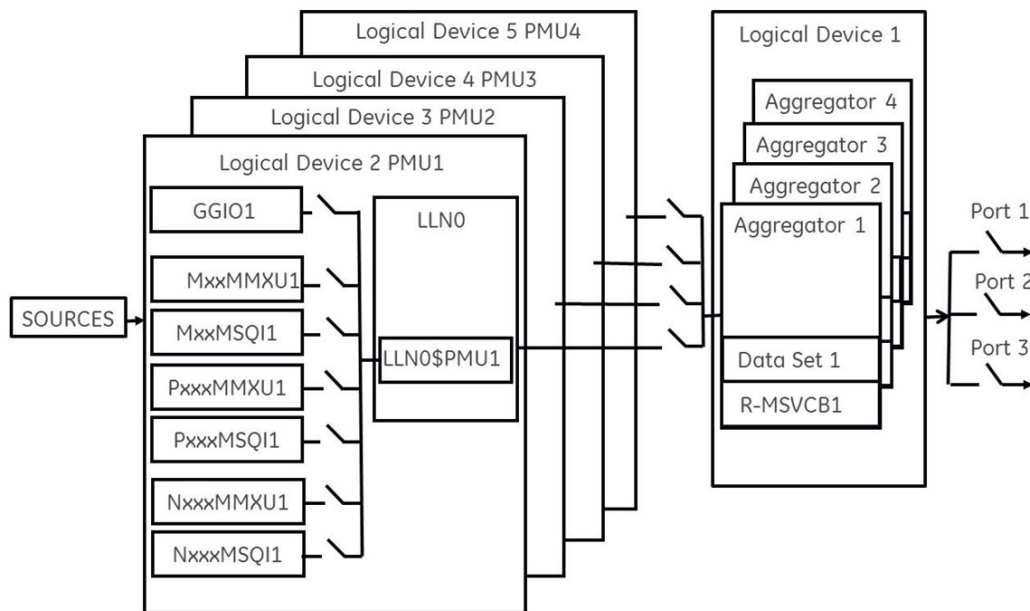 Logical Device 5 PMU4
Logical Device 4 PMU3
Logical Device 3 PMU2
Logical Device 2 PMU1
GGIO1
MxxMMXU1
MxxMSQI1
PxxxMMXU1
PxxxMSQI1
NxxxMMXU1
NxxxMSQI1
LLN0
LLN0$PMU1
SOURCES
Logical Device 1
Aggregator 4
Aggregator 3
Aggregator 2
Aggregator 1
Data Set 1
R-MSVCB1
Port 1
Port 2
Port 3